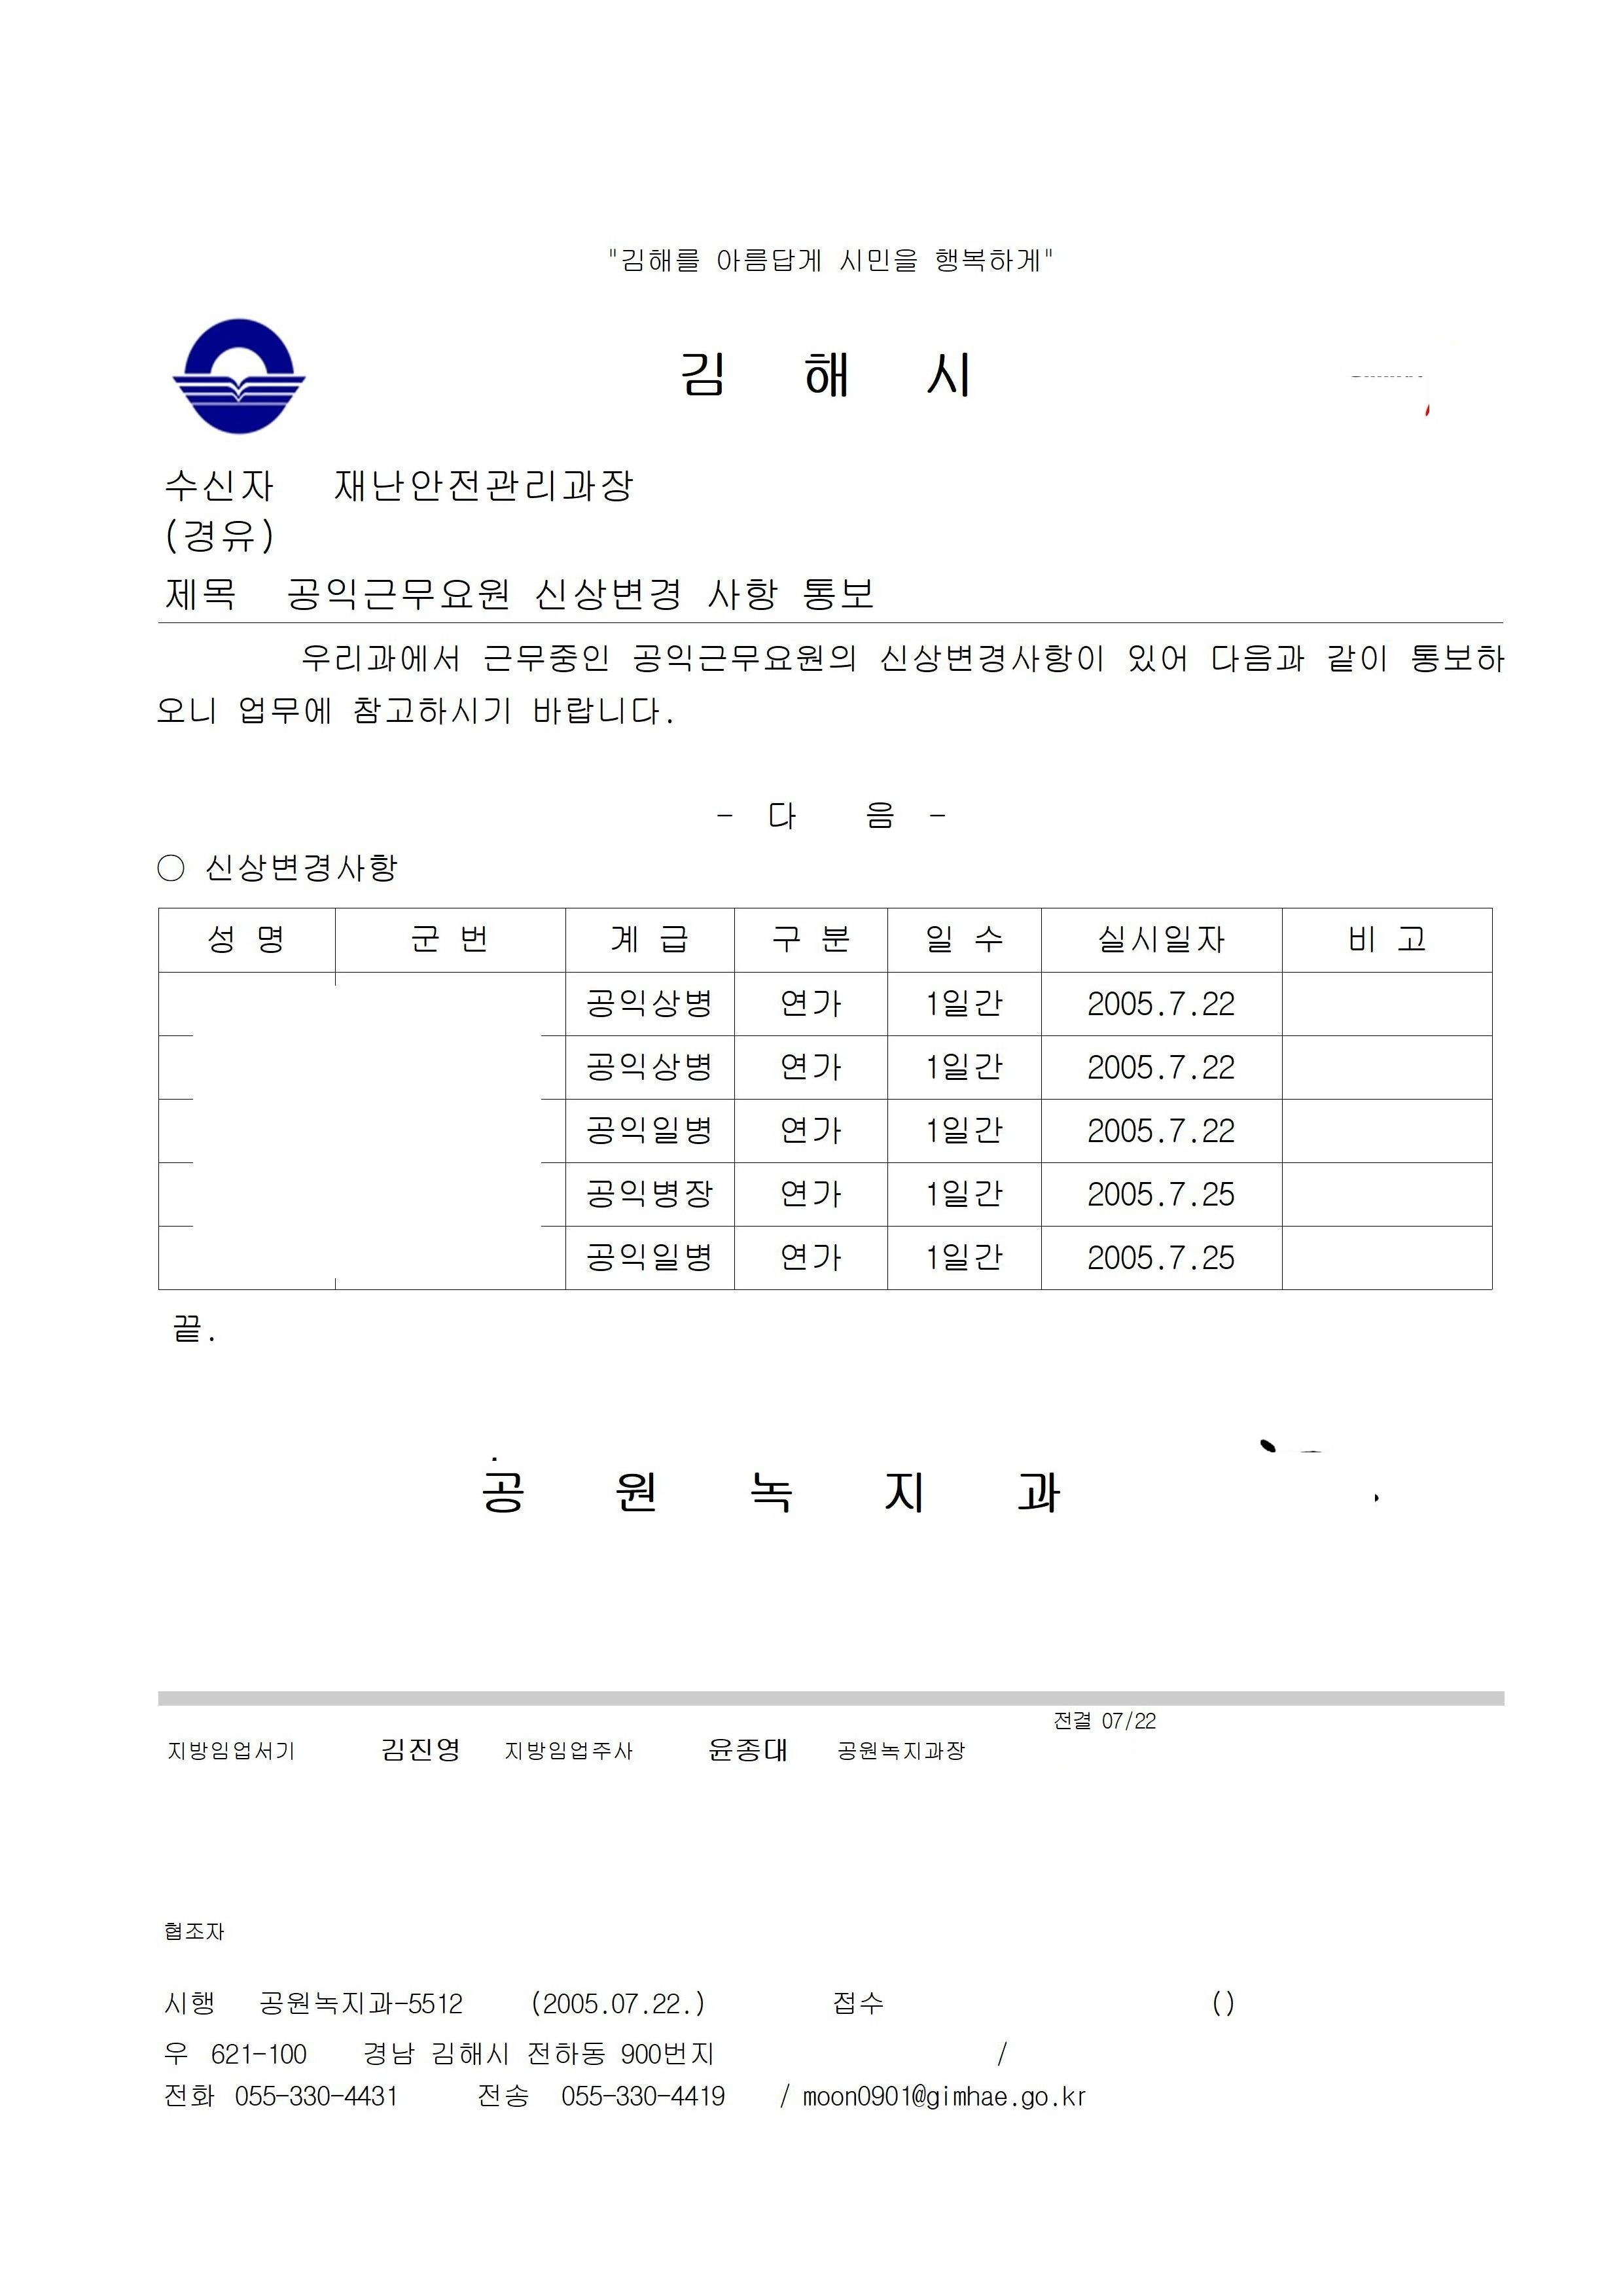 "김해를 아름답게 시민을 행복하게"
김 해 시
수신자 재난안전관리과장
(경유)
제목 공익근무요원 신상변경 사항 통보
우리과에서 근무중인 공익근무요원의 신상변경사항이 있어 다음과 같이 통보하
오니 업무에 참고하시기 바랍니다.
- 다 음 -
○ 신상변경사항
성 명 군 번 계 급 구 분 일 수 실시일자 비 고
공익상병 연가 1일간 2005.7.22
공익상병 연가 1일간 2005.7.22
공익일병 연가 1일간 2005.7.22
공익병장 연가 1일간 2005.7.25
공익일병 연가 1일간 2005.7.25
끝.
공 원 녹 지 과
전결 07/22
지방임업서기 김진영 지방임업주사 윤종대 공원녹지과장
협조자
시행 공원녹지과-5512 (2005.07.22.) 접수 ()
우 621-100 경남 김해시 전하동 900번지 /
전화 055-330-4431 전송 055-330-4419 / moon0901@gimhae.go.kr